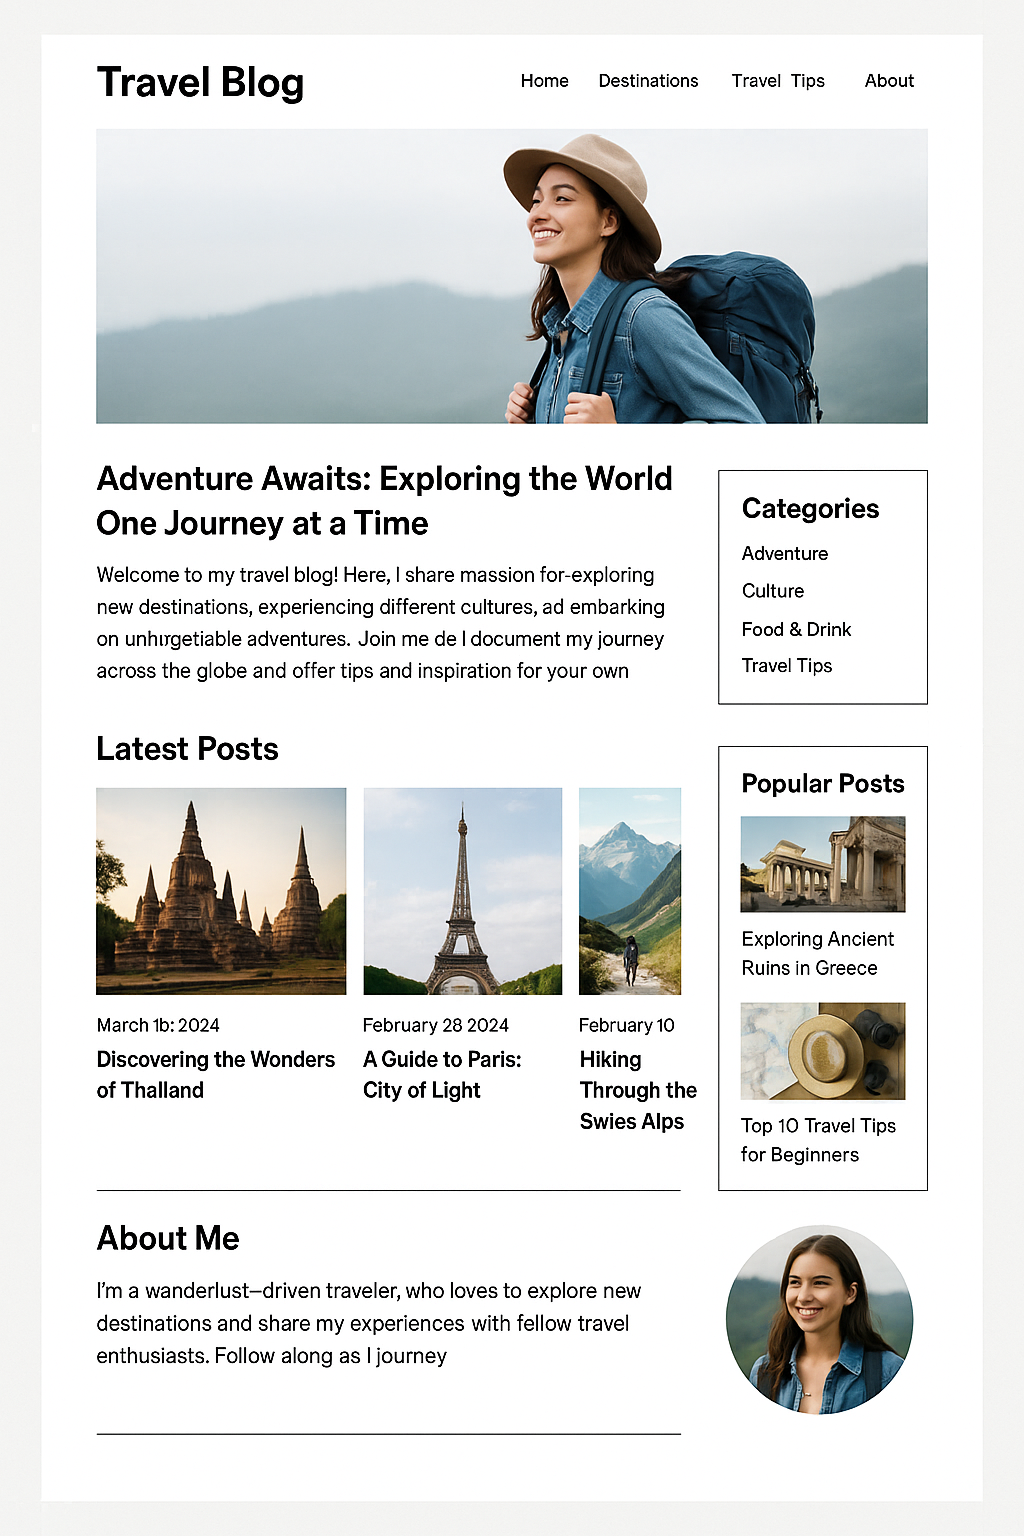 Travel Blog
Home Destinations Travel Tips About
Adventure Awaits: Exploring the World
One Journey at a Time
Welcome to my travel blog! Here, I share massion for-exploring
new destinations, experiencing different cultures, ad embarking
on unhırgetiable adventures. Join me de I document my journey
across the globe and offer tips and inspiration for your own
Categories
Adventure
Culture
Food & Drink
Travel Tips
Latest Posts
March 1b: 2024
Discovering the Wonders
of Thalland
February 28 2024
A Guide to Paris:
City of Light
February 10
Hiking
Through the
Swies Alps
Popular Posts
Exploring Ancient
Ruins in Greece
Top 10 Travel Tips
for Beginners
About Me
I'm a wanderlust–driven traveler, who loves to explore new
destinations and share my experiences with fellow travel
enthusiasts. Follow along as I journey